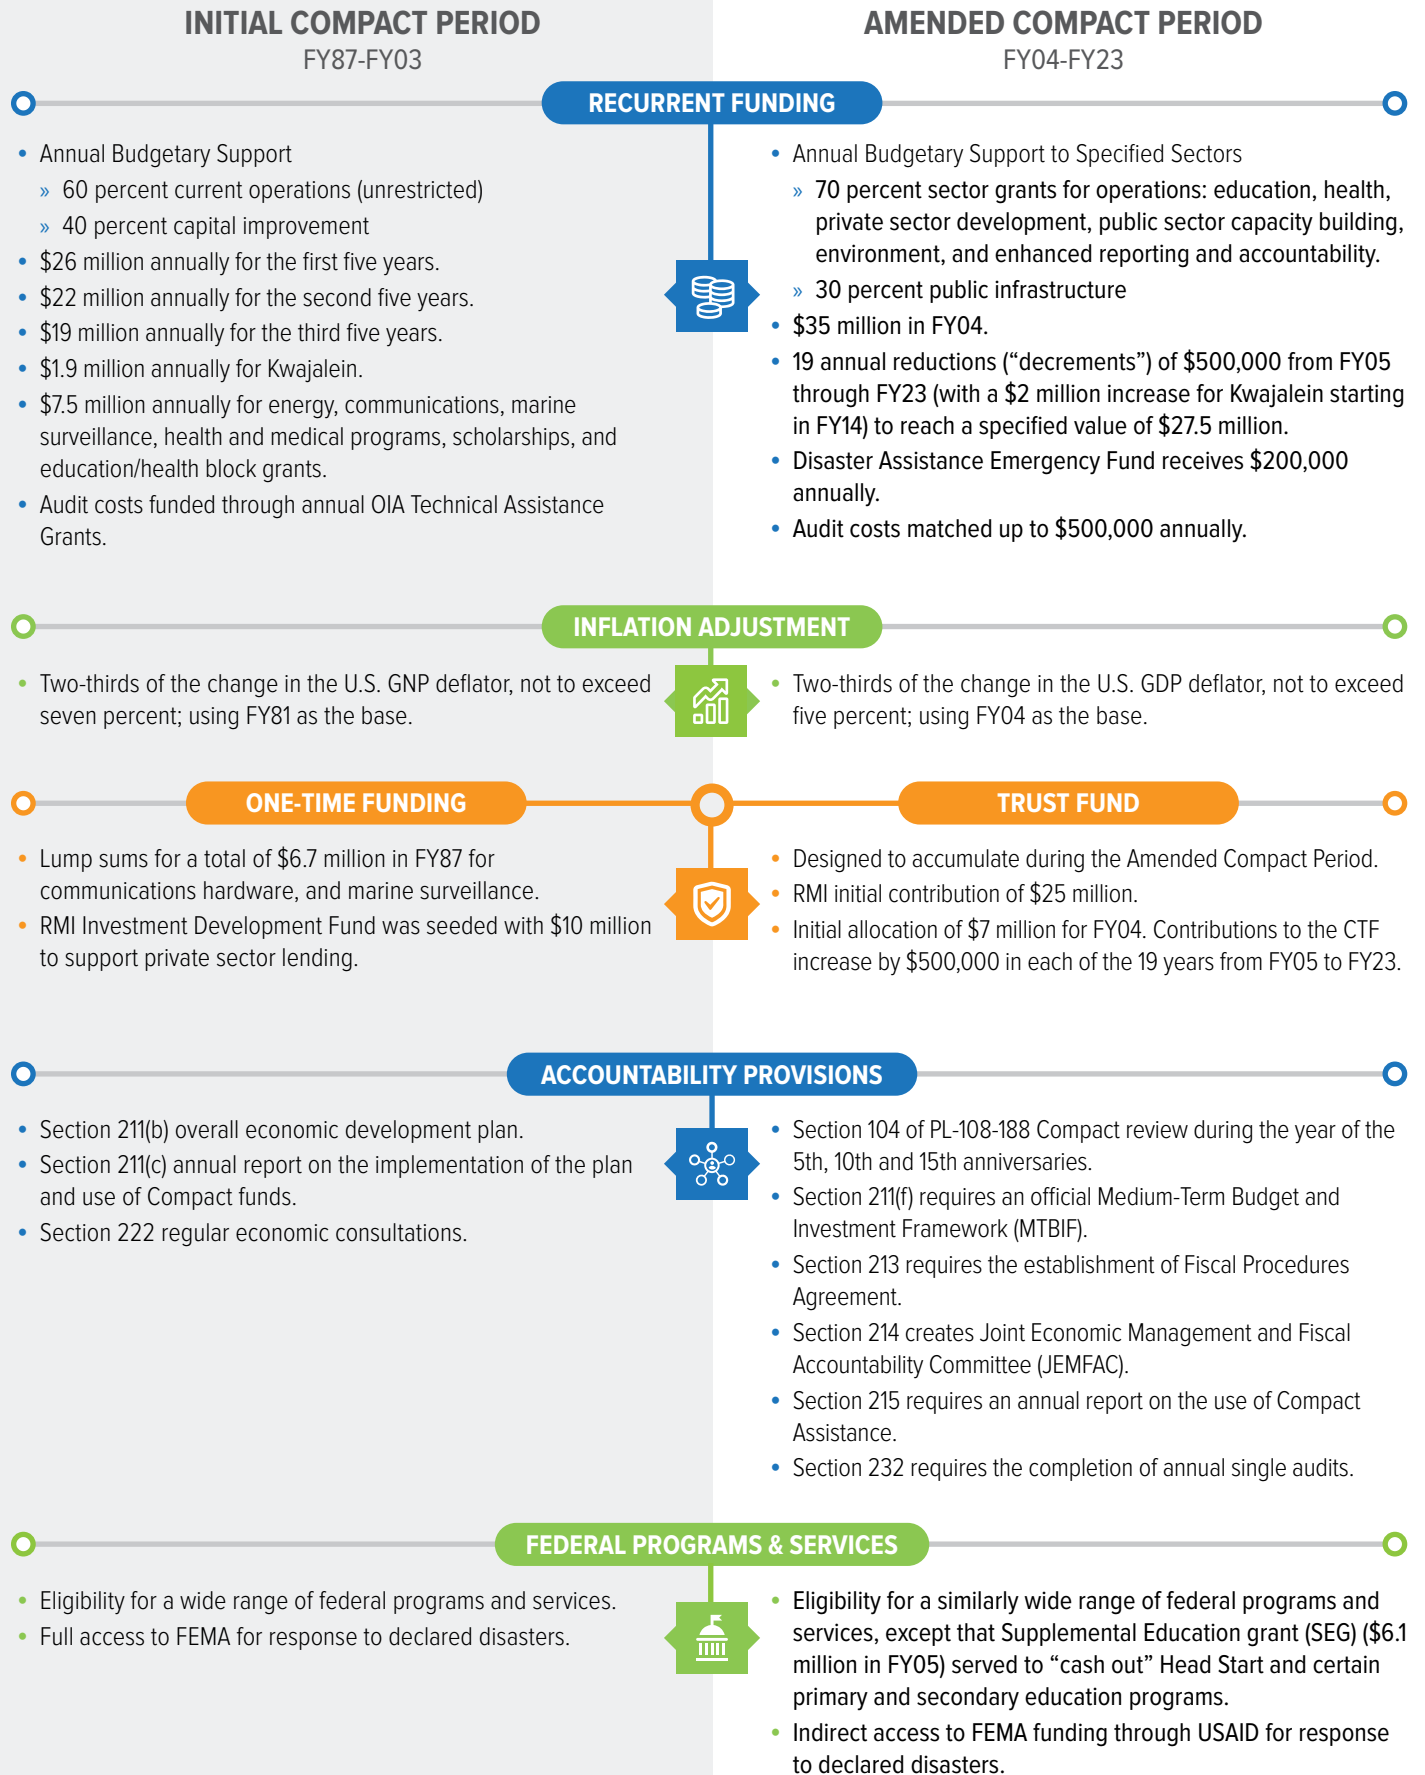 INITIAL COMPACT PERIOD
FY87-FY03
AMENDED COMPACT PERIOD
FY04-FY23
RECURRENT FUNDING
• Annual Budgetary Support
» 60 percent current operations (unrestricted)
» 40 percent capital improvement
• $26 million annually for the first five years.
• $22 million annually for the second five years.
• $19 million annually for the third five years.
• $1.9 million annually for Kwajalein.
• $7.5 million annually for energy, communications, marine
surveillance, health and medical programs, scholarships, and
education/health block grants.
• Audit costs funded through annual OIA Technical Assistance
Grants.
• Annual Budgetary Support to Specified Sectors
» 70 percent sector grants for operations: education, health,
private sector development, public sector capacity building,
environment, and enhanced reporting and accountability.
» 30 percent public infrastructure
• $35 million in FY04.
• 19 annual reductions (“decrements”) of $500,000 from FY05
through FY23 (with a $2 million increase for Kwajalein starting
in FY14) to reach a specified value of $27.5 million.
• Disaster Assistance Emergency Fund receives $200,000
annually.
• Audit costs matched up to $500,000 annually.
INFLATION ADJUSTMENT
• Two-thirds of the change in the U.S. GNP deflator, not to exceed
seven percent; using FY81 as the base.
• Two-thirds of the change in the U.S. GDP deflator, not to exceed
five percent; using FY04 as the base.
ONE-TIME FUNDING
• Lump sums for a total of $6.7 million in FY87 for
communications hardware, and marine surveillance.
• RMI Investment Development Fund was seeded with $10 million
to support private sector lending.
TRUST FUND
• Designed to accumulate during the Amended Compact Period.
• RMI initial contribution of $25 million.
• Initial allocation of $7 million for FY04. Contributions to the CTF
increase by $500,000 in each of the 19 years from FY05 to FY23.
ACCOUNTABILITY PROVISIONS
• Section 211(b) overall economic development plan.
• Section 211(c) annual report on the implementation of the plan
and use of Compact funds.
• Section 222 regular economic consultations.
• Section 104 of PL-108-188 Compact review during the year of the
5th, 10th and 15th anniversaries.
• Section 211(f) requires an official Medium-Term Budget and
Investment Framework (MTBIF).
• Section 213 requires the establishment of Fiscal Procedures
Agreement.
• Section 214 creates Joint Economic Management and Fiscal
Accountability Committee (JEMFAC).
• Section 215 requires an annual report on the use of Compact
Assistance.
• Section 232 requires the completion of annual single audits.
FEDERAL PROGRAMS & SERVICES
• Eligibility for a wide range of federal programs and services.
• Full access to FEMA for response to declared disasters.
• Eligibility for a similarly wide range of federal programs and
services, except that Supplemental Education grant (SEG) ($6.1
million in FY05) served to “cash out” Head Start and certain
primary and secondary education programs.
• Indirect access to FEMA funding through USAID for response
to declared disasters.